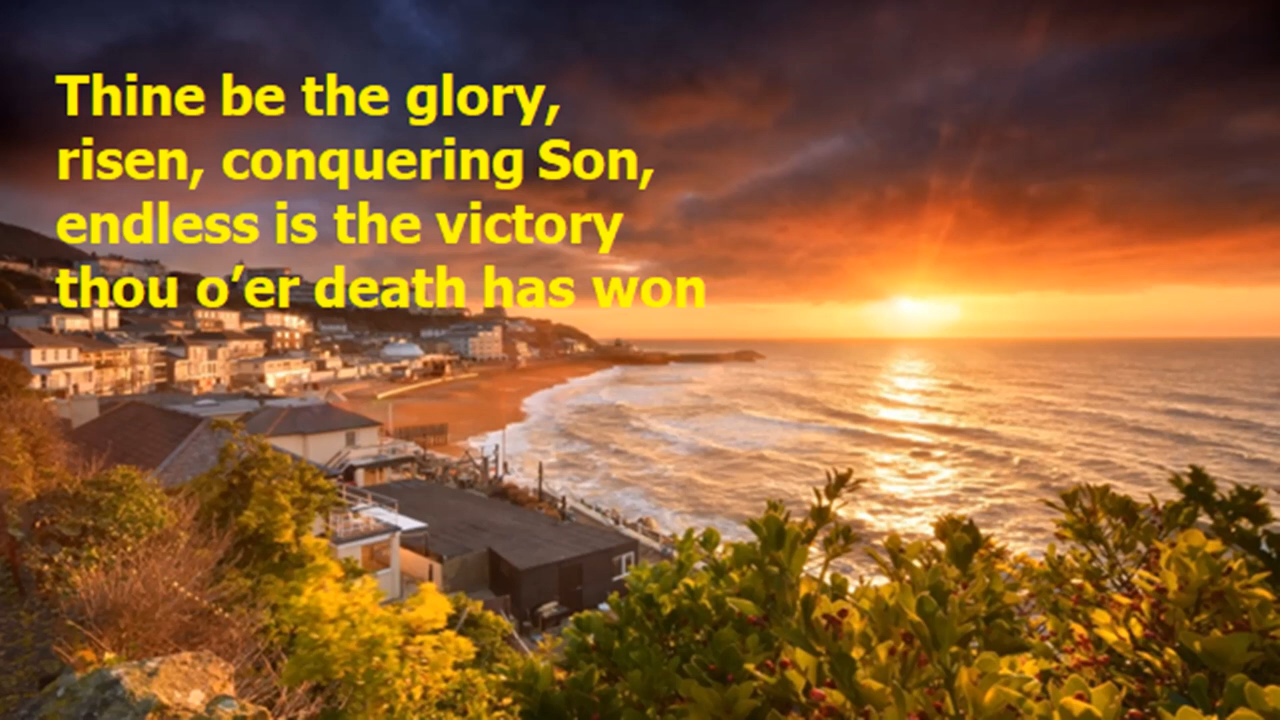 Thine be the glory,
risen, conquering Son,
endless is the victory
thou o’er death has won